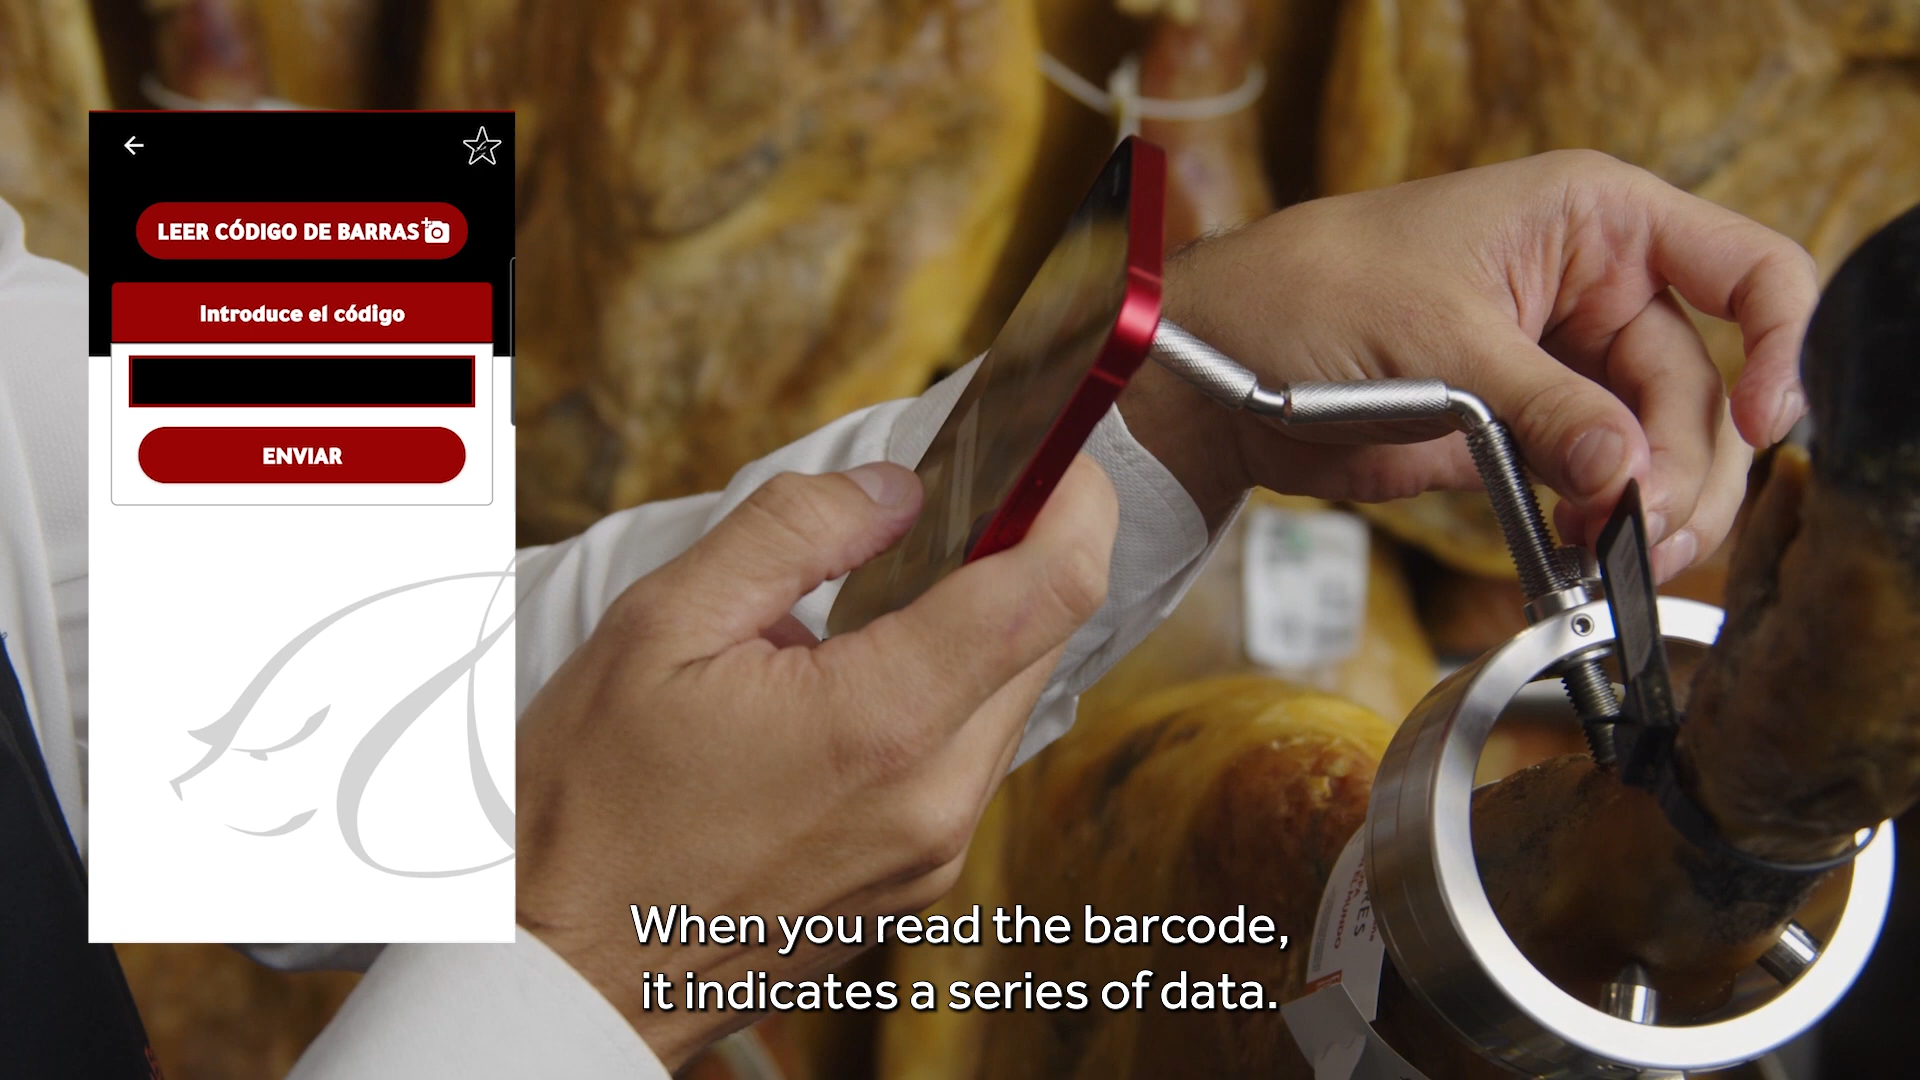 LEER CÓDIGO DE BARRAS
Introduce el código
ENVIAR
When you read the barcode,
it indicates a series of data.